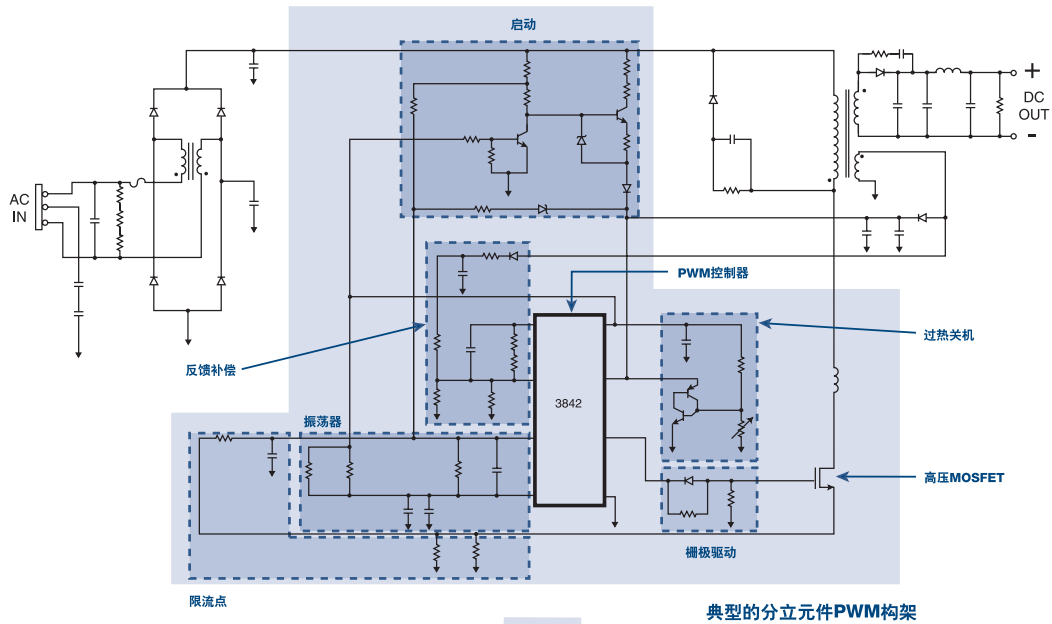 启动
+
DC
OUT
-
AC
IN
PWM控制器
过热关机
反馈补偿
3842
振荡器
高压MOSFET
栅极驱动
限流点
典型的分立元件PWM构架